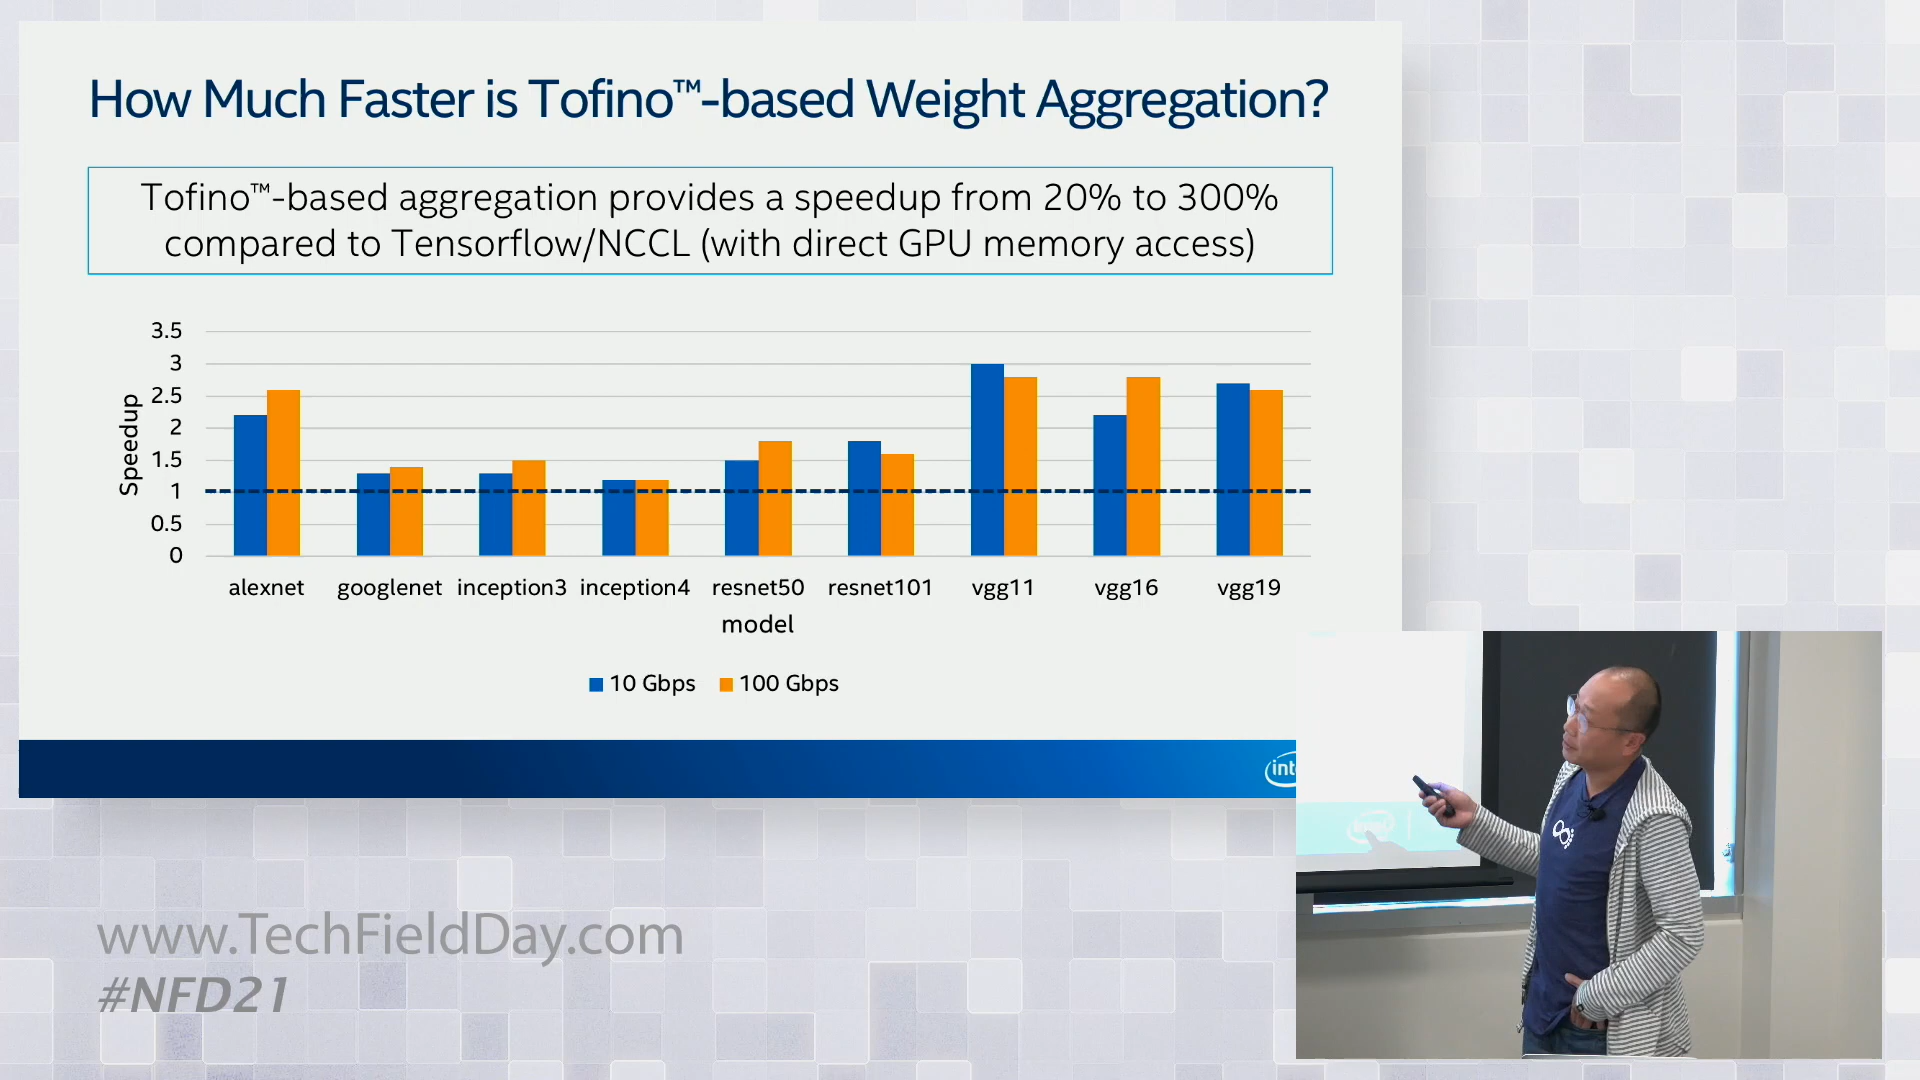 How Much Faster is Tofino™-based Weight Aggregation?
Tofino™-based aggregation provides a speedup from 20% to 300%
compared to Tensorflow/NCCL (with direct GPU memory access)
3.5
3
2.5
2
1.5
1
0.5
0
Speedup
alexnet googlenet inception3 inception4 resnet50 resnet101 vgg11 vgg16 vgg19
model
10 Gbps 100 Gbps
www.TechFieldDay.com
#NFD21